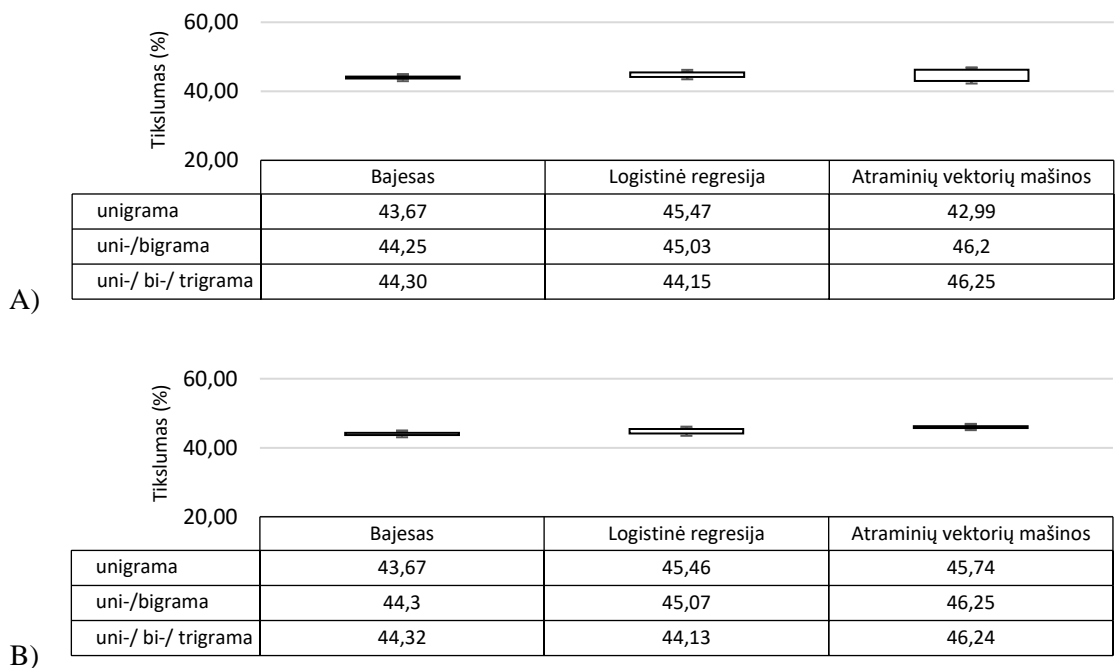 60,00
Tikslumas (%)
40,00
20,00
Bajesas Logistinė regresija Atraminių vektorių mašinos
unigrama 43,67 45,47 42,99
uni-/bigrama 44,25 45,03 46,2
uni-/ bi-/ trigrama 44,30 44,15 46,25
A)
60,00
Tikslumas (%)
40,00
20,00
Bajesas Logistinė regresija Atraminių vektorių mašinos
unigrama 43,67 45,46 45,74
uni-/bigrama 44,3 45,07 46,25
uni-/ bi-/ trigrama 44,32 44,13 46,24
B)